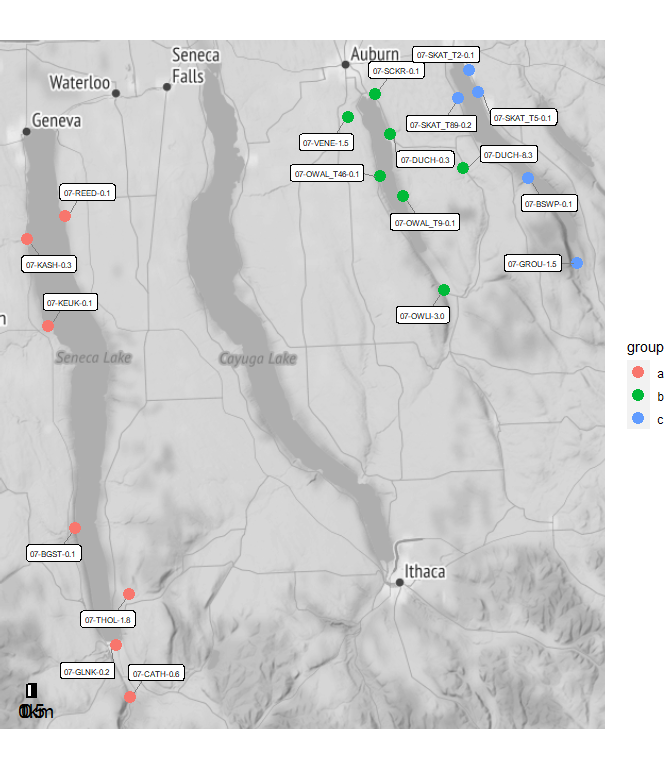 Seneca
Falls
Auburn
07-SKAT_T2-0.1
07-SCKR-0.1
Waterloo
Geneva
07-SKAT_T5-0.1
07-SKAT_T89-0.2
07-VENE-1.5
07-DUCH-0.3
07-DUCH-8.3
07-OWAL_T46-0.1
07-REED-0.1
07-BSWP-0.1
07-OWAL_T9-0.1
07-KASH-0.3
07-GROU-1.5
07-KEUK-0.1
07-OWLI-3.0
n
Seneca Lake
Cayuga Lake
group
a
b
c
07-BGST-0.1
Ithaca
07-THOL-1.8
07-GLNK-0.2
07-CATH-0.6